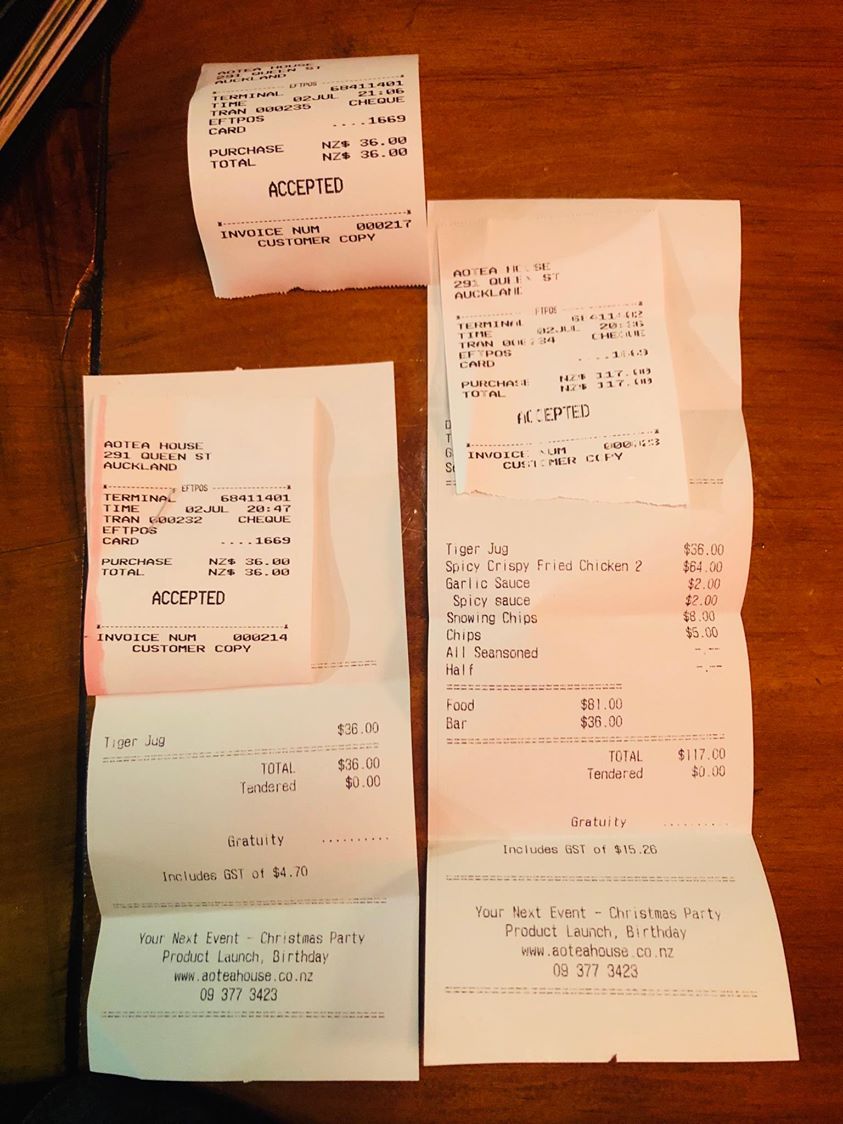 AOTEA HOUSE
291 QUEEN ST
AUCKLAND
EFTPOS
TERMINAL 68411401
TIME 02JUL 21:06
TRAN 000235 CHEQUE
EFTPOS
CARD ....1669
PURCHASE NZ$ 36.00
TOTAL NZ$ 36.00
ACCEPTED
INVOICE NUM 000217
CUSTOMER COPY
AOTEA HOUSE
291 QUEEN ST
AUCKLAND
EFTPOS
TERMINAL 68411401
TIME 02JUL 20:47
TRAN 000232 CHEQUE
EFTPOS
CARD ....1669
PURCHASE NZ$ 36.00
TOTAL NZ$ 36.00
ACCEPTED
INVOICE NUM 000214
CUSTOMER COPY
Tiger Jug $36.00
TOTAL $36.00
Tendered $0.00
Gratuity ..........
Includes GST of $4.70
Your Next Event - Christmas Party
Product Launch, Birthday
www.aoteahouse.co.nz
09 377 3423
AOTEA HOUSE
291 QUEEN ST
AUCKLAND
EFTPOS
TERMINAL
TIME 02JUL
TRAN CHEQUE
EFTPOS
CARD
PURCHASE NZ$ 117.00
TOTAL NZ$ 117.00
ACCEPTED
INVOICE NUM
CUSTOMER COPY
Tiger Jug $36.00
Spicy Crispy Fried Chicken 2 $64.00
Garlic Sauce $2.00
Spicy sauce $2.00
Snowing Chips $8.00
Chips $5.00
All Seansoned -.--
Half -.--
Food $81.00
Bar $36.00
TOTAL $117.00
Tendered $0.00
Gratuity ..........
Includes GST of $15.26
Your Next Event - Christmas Party
Product Launch, Birthday
www.aoteahouse.co.nz
09 377 3423